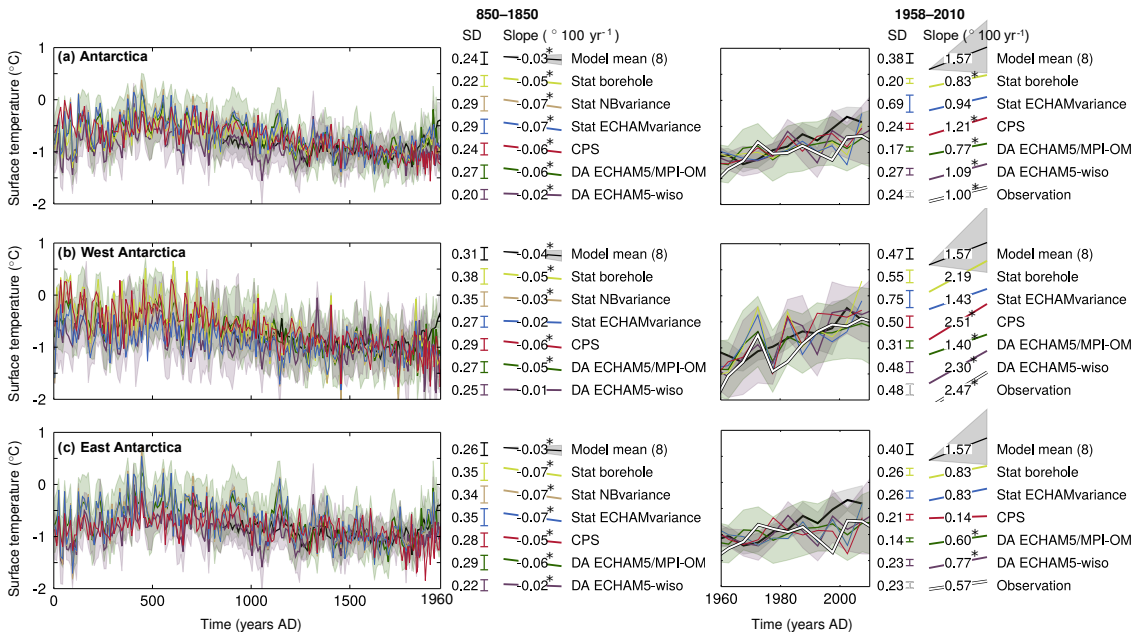 850–1850
1958–2010
SD Slope (° 100 yr⁻¹)
SD Slope (° 100 yr⁻¹)
(a) Antarctica
Surface temperature (°C)
1
0
-1
-2
0.24 -0.03* Model mean (8)
0.22 -0.05* Stat borehole
0.29 -0.07* Stat NBvariance
0.29 -0.07* Stat ECHAMvariance
0.24 -0.06* CPS
0.27 -0.06* DA ECHAM5/MPI-OM
0.20 -0.02* DA ECHAM5-wiso
0.38 1.57 Model mean (8)
0.20 0.83* Stat borehole
0.69 0.94 Stat ECHAMvariance
0.24 1.21* CPS
0.17 0.77* DA ECHAM5/MPI-OM
0.27 1.09* DA ECHAM5-wiso
0.24 1.00* Observation
(b) West Antarctica
Surface temperature (°C)
1
0
-1
-2
0.31 -0.04* Model mean (8)
0.38 -0.05* Stat borehole
0.35 -0.03* Stat NBvariance
0.27 -0.02 Stat ECHAMvariance
0.29 -0.06* CPS
0.27 -0.05* DA ECHAM5/MPI-OM
0.25 -0.01 DA ECHAM5-wiso
0.47 1.57 Model mean (8)
0.55 2.19 Stat borehole
0.75 1.43 Stat ECHAMvariance
0.50 2.51* CPS
0.31 1.40* DA ECHAM5/MPI-OM
0.48 2.30* DA ECHAM5-wiso
0.48 2.47* Observation
(c) East Antarctica
Surface temperature (°C)
1
0
-1
-2
0.26 -0.03* Model mean (8)
0.35 -0.07* Stat borehole
0.34 -0.07* Stat NBvariance
0.35 -0.07* Stat ECHAMvariance
0.28 -0.05* CPS
0.29 -0.06* DA ECHAM5/MPI-OM
0.22 -0.02* DA ECHAM5-wiso
0.40 1.57 Model mean (8)
0.26 0.83 Stat borehole
0.26 0.83 Stat ECHAMvariance
0.21 0.14 CPS
0.14 0.60* DA ECHAM5/MPI-OM
0.23 0.77* DA ECHAM5-wiso
0.23 0.57 Observation
0 500 1000 1500 1960
1960 1980 2000
Time (years AD)
Time (years AD)